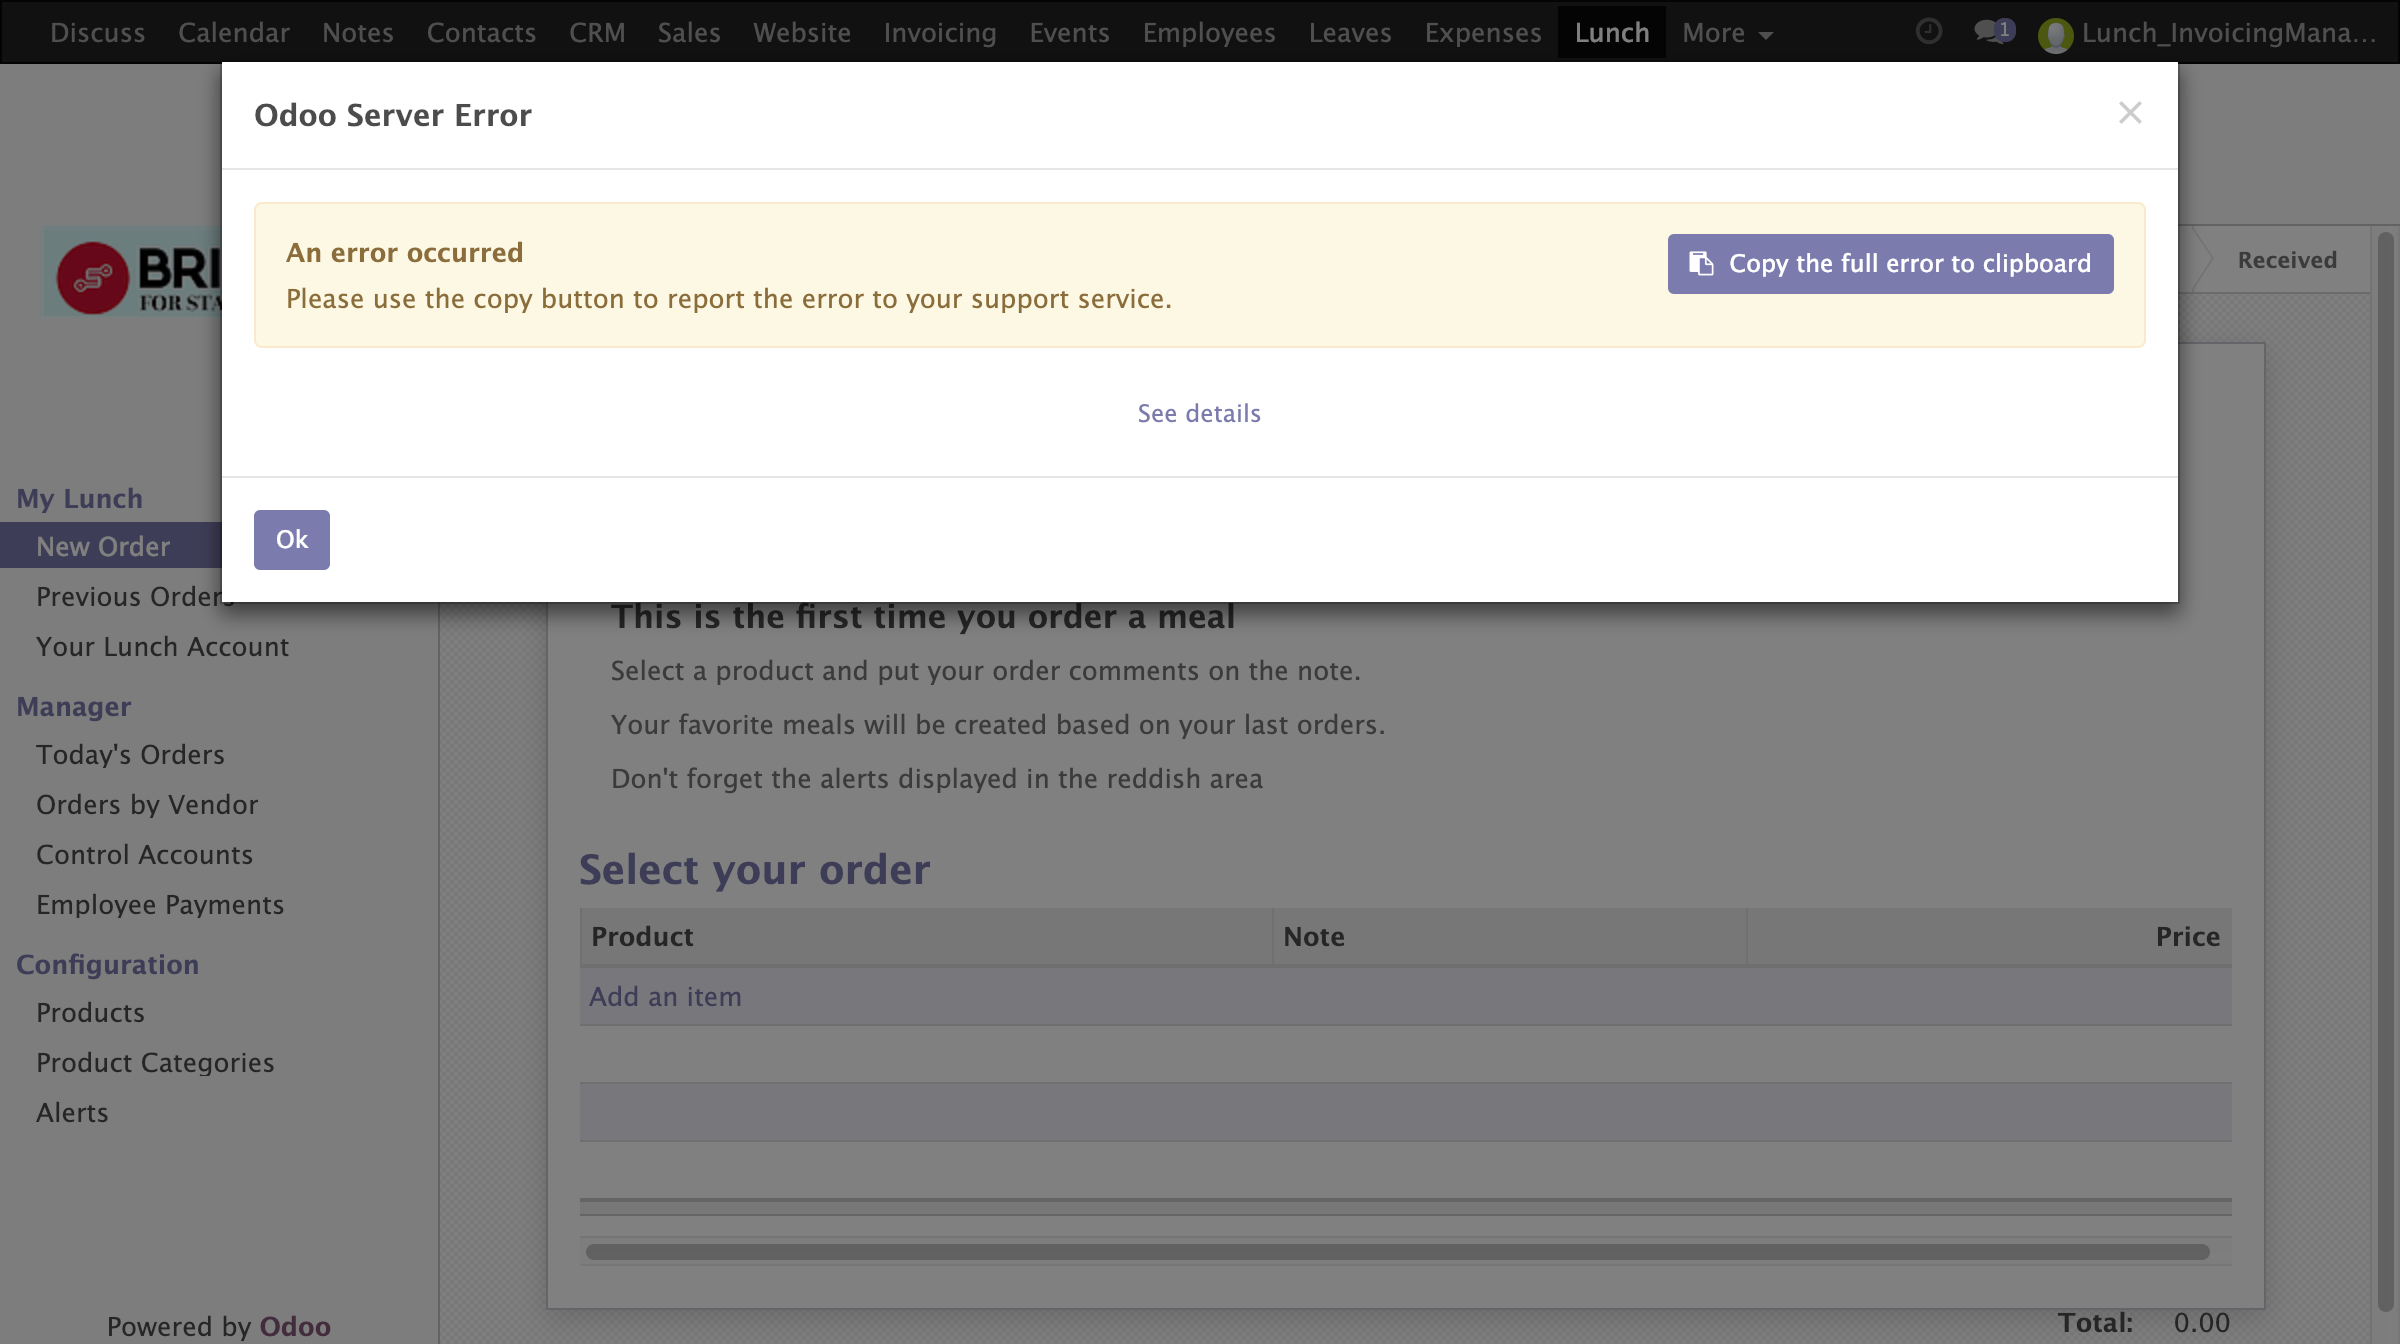 Discuss Calendar Notes Contacts CRM Sales Website Invoicing Events Employees Leaves Expenses Lunch More 1 Lunch_InvoicingMana...
Odoo Server Error
An error occurred
Please use the copy button to report the error to your support service.
Copy the full error to clipboard
See details
Ok
Received
BRI
FOR STA
My Lunch
New Order
Previous Orders
Your Lunch Account
Manager
Today's Orders
Orders by Vendor
Control Accounts
Employee Payments
Configuration
Products
Product Categories
Alerts
Powered by Odoo
This is the first time you order a meal
Select a product and put your order comments on the note.
Your favorite meals will be created based on your last orders.
Don't forget the alerts displayed in the reddish area
Select your order
Product Note Price
Add an item
Total: 0.00